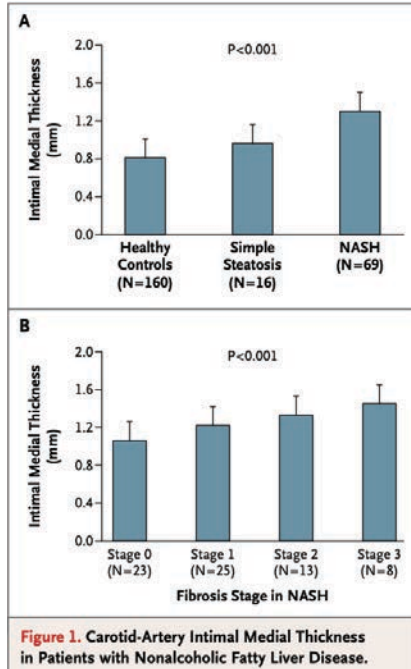 A
P<0.001
Intimal Medial Thickness
(mm)
2.0
1.6
1.2
0.8
0.4
0.0
Healthy
Controls
(N=160)
Simple
Steatosis
(N=16)
NASH
(N=69)
B
P<0.001
Intimal Medial Thickness
(mm)
2.0
1.6
1.2
0.8
0.4
0.0
Stage 0
(N=23)
Stage 1
(N=25)
Stage 2
(N=13)
Stage 3
(N=8)
Fibrosis Stage in NASH
Figure 1. Carotid-Artery Intimal Medial Thickness
in Patients with Nonalcoholic Fatty Liver Disease.